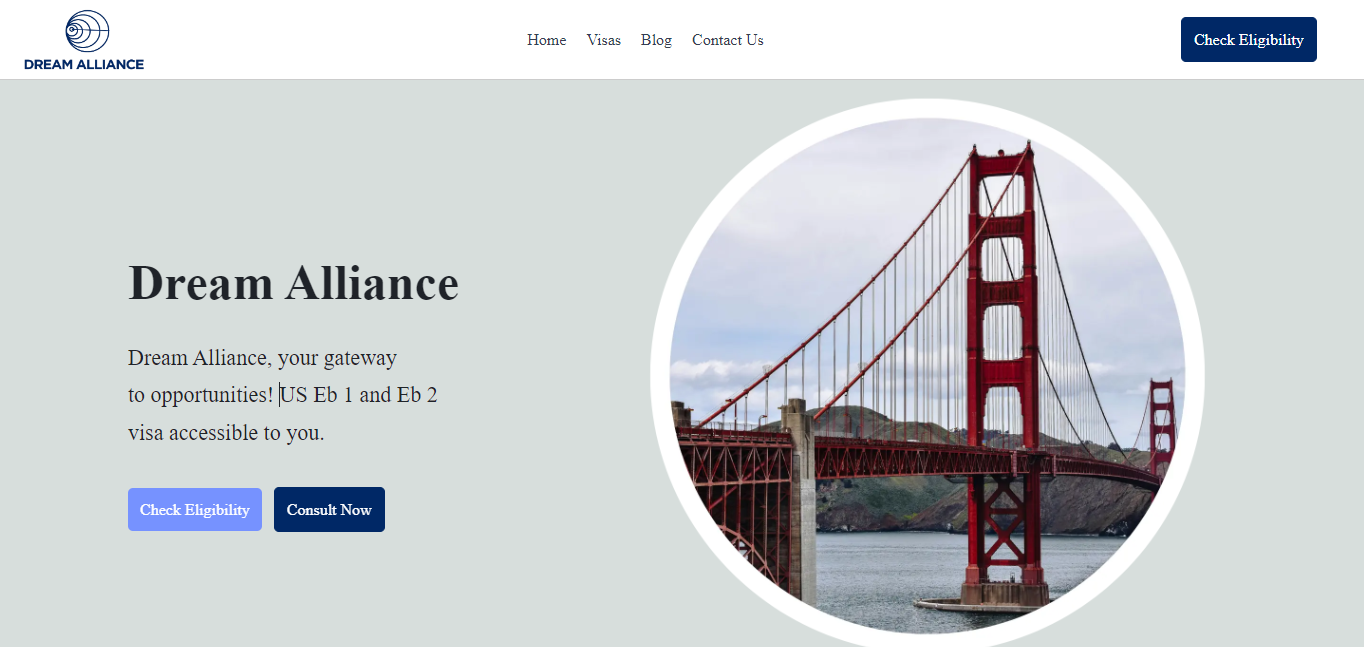 DREAM ALLIANCE
Home Visas Blog Contact Us
Check Eligibility
Dream Alliance
Dream Alliance, your gateway
to opportunities! US Eb 1 and Eb 2
visa accessible to you.
Check Eligibility
Consult Now